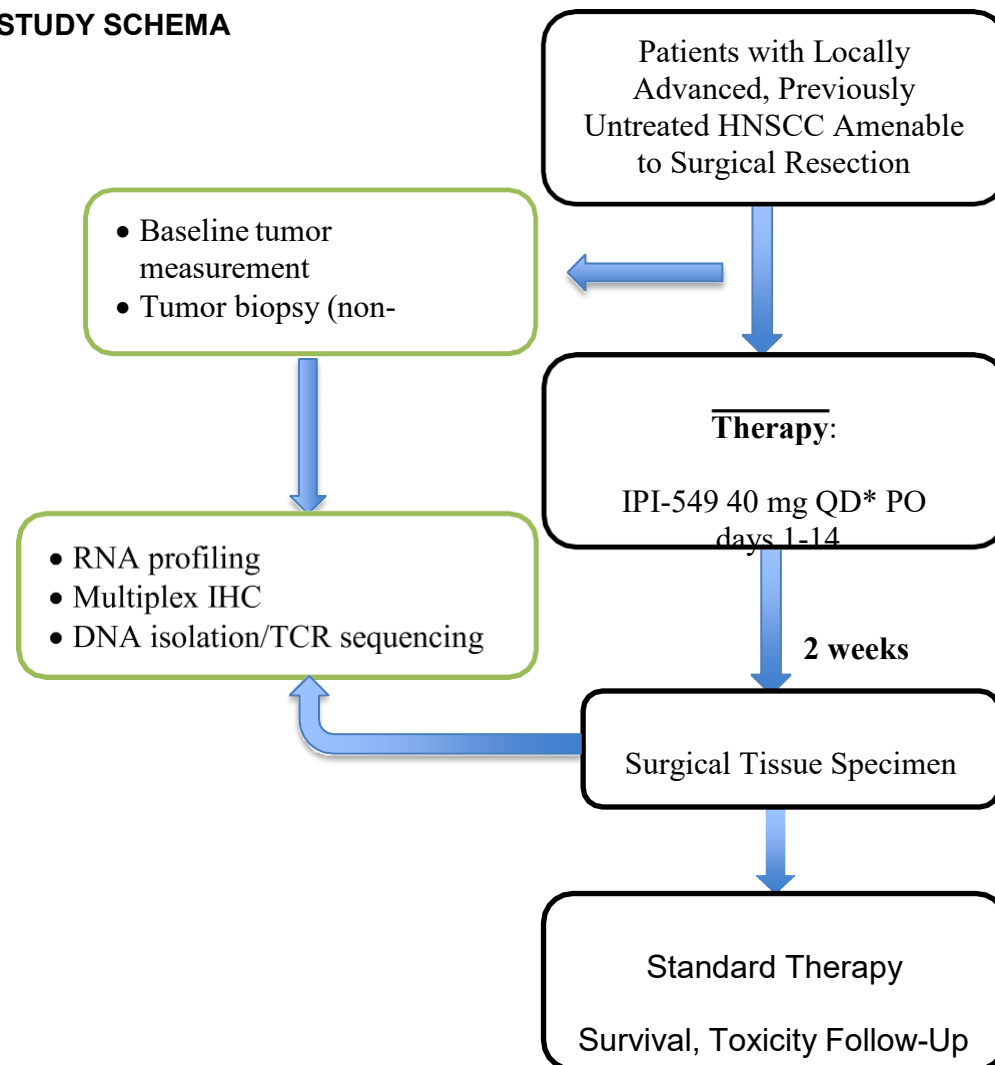 STUDY SCHEMA
Patients with Locally
Advanced, Previously
Untreated HNSCC Amenable
to Surgical Resection
• Baseline tumor
measurement
• Tumor biopsy (non-
Therapy:
IPI-549 40 mg QD* PO
days 1-14
• RNA profiling
• Multiplex IHC
• DNA isolation/TCR sequencing
2 weeks
Surgical Tissue Specimen
Standard Therapy
Survival, Toxicity Follow-Up